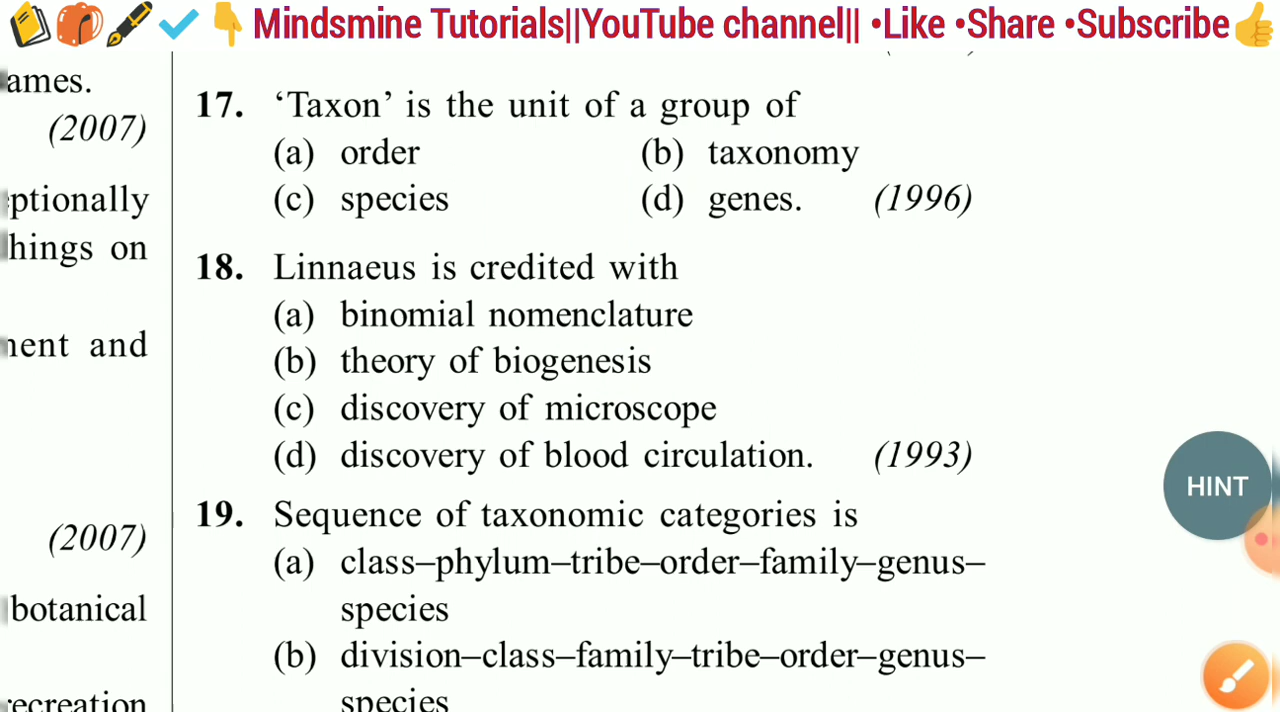 Mindsmine Tutorials||YouTube channel|| •Like •Share •Subscribe
ames.
(2007)
ptionally
hings on
nent and
(2007)
botanical
recreation
17. ‘Taxon’ is the unit of a group of
(a) order (b) taxonomy
(c) species (d) genes. (1996)
18. Linnaeus is credited with
(a) binomial nomenclature
(b) theory of biogenesis
(c) discovery of microscope
(d) discovery of blood circulation. (1993)
19. Sequence of taxonomic categories is
(a) class–phylum–tribe–order–family–genus–
species
(b) division–class–family–tribe–order–genus–
species
HINT